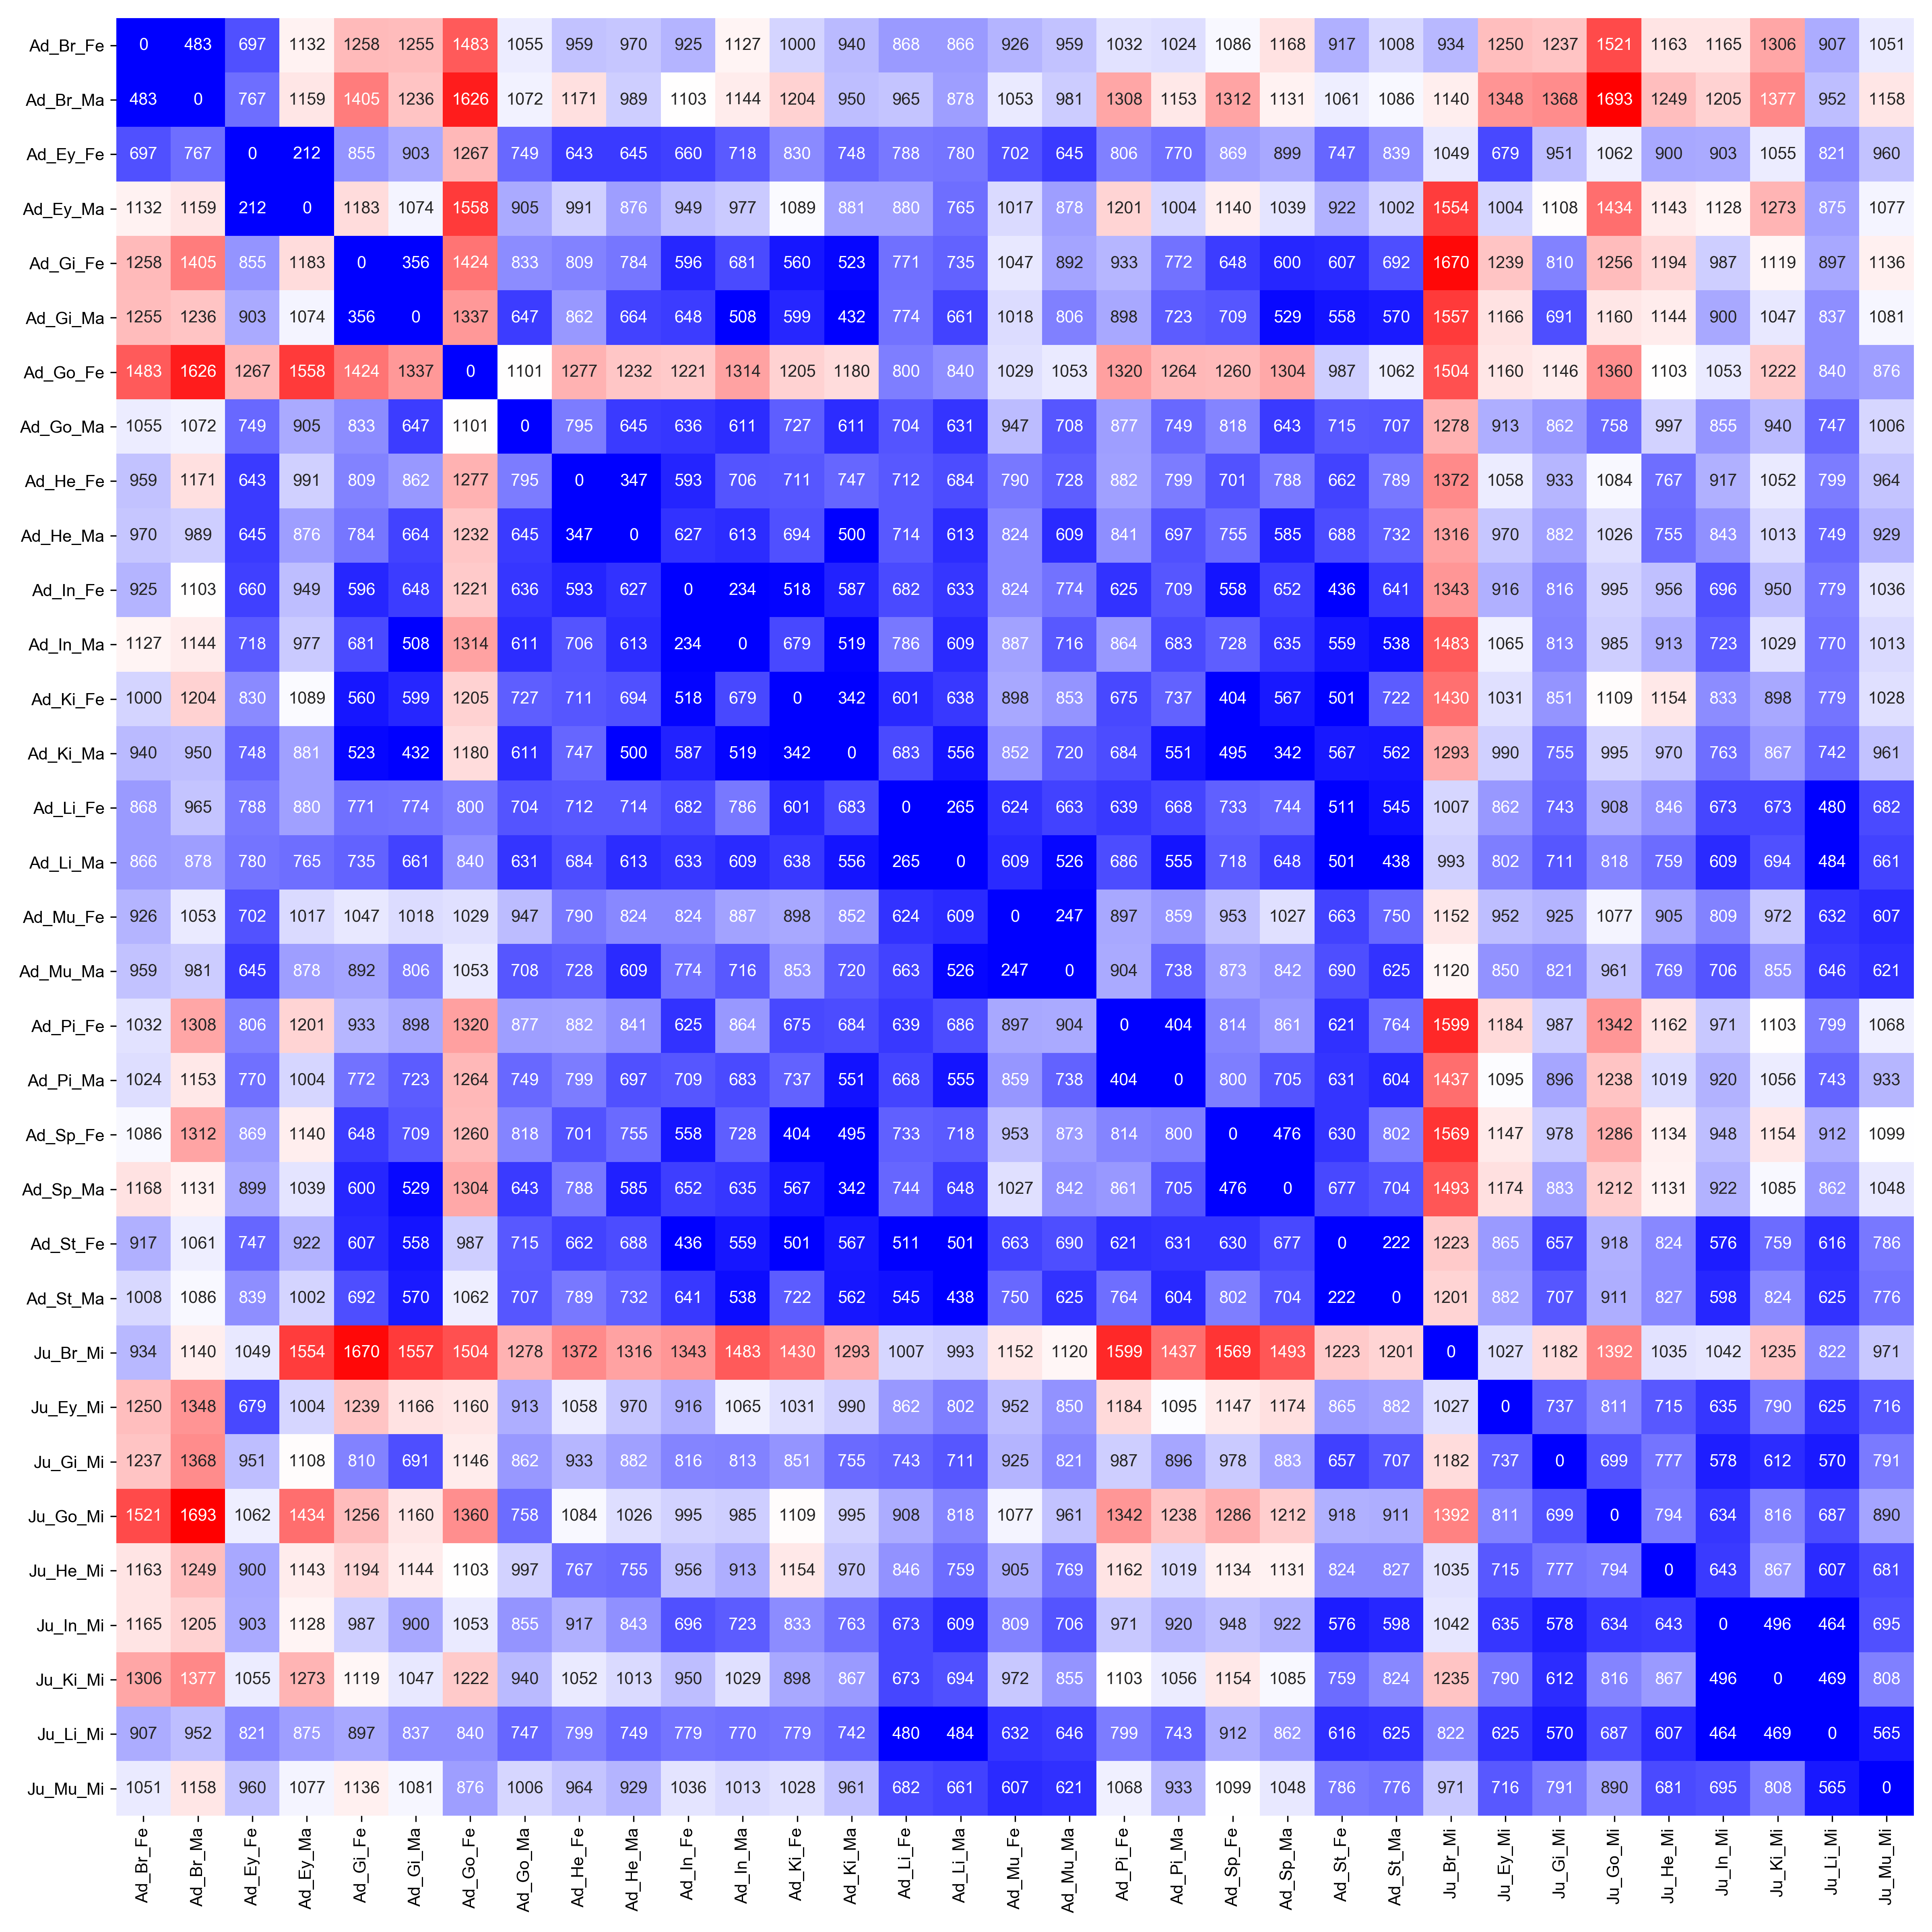 Ad_Br_Fe 0 483 697 1132 1258 1255 1483 1055 959 970 925 1127 1000 940 868 866 926 959 1032 1024 1086 1168 917 1008 934 1250 1237 1521 1163 1165 1306 907 1051
Ad_Br_Ma 483 0 767 1159 1405 1236 1626 1072 1171 989 1103 1144 1204 950 965 878 1053 981 1308 1153 1312 1131 1061 1086 1140 1348 1368 1693 1249 1205 1377 952 1158
Ad_Ey_Fe 697 767 0 212 855 903 1267 749 643 645 660 718 830 748 788 780 702 645 806 770 869 899 747 839 1049 679 951 1062 900 903 1055 821 960
Ad_Ey_Ma 1132 1159 212 0 1183 1074 1558 905 991 876 949 977 1089 881 880 765 1017 878 1201 1004 1140 1039 922 1002 1554 1004 1108 1434 1143 1128 1273 875 1077
Ad_Gi_Fe 1258 1405 855 1183 0 356 1424 833 809 784 596 681 560 523 771 735 1047 892 933 772 648 600 607 692 1670 1239 810 1256 1194 987 1119 897 1136
Ad_Gi_Ma 1255 1236 903 1074 356 0 1337 647 862 664 648 508 599 432 774 661 1018 806 898 723 709 529 558 570 1557 1166 691 1160 1144 900 1047 837 1081
Ad_Go_Fe 1483 1626 1267 1558 1424 1337 0 1101 1277 1232 1221 1314 1205 1180 800 840 1029 1053 1320 1264 1260 1304 987 1062 1504 1160 1146 1360 1103 1053 1222 840 876
Ad_Go_Ma 1055 1072 749 905 833 647 1101 0 795 645 636 611 727 611 704 631 947 708 877 749 818 643 715 707 1278 913 862 758 997 855 940 747 1006
Ad_He_Fe 959 1171 643 991 809 862 1277 795 0 347 593 706 711 747 712 684 790 728 882 799 701 788 662 789 1372 1058 933 1084 767 917 1052 799 964
Ad_He_Ma 970 989 645 876 784 664 1232 645 347 0 627 613 694 500 714 613 824 609 841 697 755 585 688 732 1316 970 882 1026 755 843 1013 749 929
Ad_In_Fe 925 1103 660 949 596 648 1221 636 593 627 0 234 518 587 682 633 824 774 625 709 558 652 436 641 1343 916 816 995 956 696 950 779 1036
Ad_In_Ma 1127 1144 718 977 681 508 1314 611 706 613 234 0 679 519 786 609 887 716 864 683 728 635 559 538 1483 1065 813 985 913 723 1029 770 1013
Ad_Ki_Fe 1000 1204 830 1089 560 599 1205 727 711 694 518 679 0 342 601 638 898 853 675 737 404 567 501 722 1430 1031 851 1109 1154 833 898 779 1028
Ad_Ki_Ma 940 950 748 881 523 432 1180 611 747 500 587 519 342 0 683 556 852 720 684 551 495 342 567 562 1293 990 755 995 970 763 867 742 961
Ad_Li_Fe 868 965 788 880 771 774 800 704 712 714 682 786 601 683 0 265 624 663 639 668 733 744 511 545 1007 862 743 908 846 673 673 480 682
Ad_Li_Ma 866 878 780 765 735 661 840 631 684 613 633 609 638 556 265 0 609 526 686 555 718 648 501 438 993 802 711 818 759 609 694 484 661
Ad_Mu_Fe 926 1053 702 1017 1047 1018 1029 947 790 824 824 887 898 852 624 609 0 247 897 859 953 1027 663 750 1152 952 925 1077 905 809 972 632 607
Ad_Mu_Ma 959 981 645 878 892 806 1053 708 728 609 774 716 853 720 663 526 247 0 904 738 873 842 690 625 1120 850 821 961 769 706 855 646 621
Ad_Pi_Fe 1032 1308 806 1201 933 898 1320 877 882 841 625 864 675 684 639 686 897 904 0 404 814 861 621 764 1599 1184 987 1342 1162 971 1103 799 1068
Ad_Pi_Ma 1024 1153 770 1004 772 723 1264 749 799 697 709 683 737 551 668 555 859 738 404 0 800 705 631 604 1437 1095 896 1238 1019 920 1056 743 933
Ad_Sp_Fe 1086 1312 869 1140 648 709 1260 818 701 755 558 728 404 495 733 718 953 873 814 800 0 476 630 802 1569 1147 978 1286 1134 948 1154 912 1099
Ad_Sp_Ma 1168 1131 899 1039 600 529 1304 643 788 585 652 635 567 342 744 648 1027 842 861 705 476 0 677 704 1493 1174 883 1212 1131 922 1085 862 1048
Ad_St_Fe 917 1061 747 922 607 558 987 715 662 688 436 559 501 567 511 501 663 690 621 631 630 677 0 222 1223 865 657 918 824 576 759 616 786
Ad_St_Ma 1008 1086 839 1002 692 570 1062 707 789 732 641 538 722 562 545 438 750 625 764 604 802 704 222 0 1201 882 707 911 827 598 824 625 776
Ju_Br_Mi 934 1140 1049 1554 1670 1557 1504 1278 1372 1316 1343 1483 1430 1293 1007 993 1152 1120 1599 1437 1569 1493 1223 1201 0 1027 1182 1392 1035 1042 1235 822 971
Ju_Ey_Mi 1250 1348 679 1004 1239 1166 1160 913 1058 970 916 1065 1031 990 862 802 952 850 1184 1095 1147 1174 865 882 1027 0 737 811 715 635 790 625 716
Ju_Gi_Mi 1237 1368 951 1108 810 691 1146 862 933 882 816 813 851 755 743 711 925 821 987 896 978 883 657 707 1182 737 0 699 777 578 612 570 791
Ju_Go_Mi 1521 1693 1062 1434 1256 1160 1360 758 1084 1026 995 985 1109 995 908 818 1077 961 1342 1238 1286 1212 918 911 1392 811 699 0 794 634 816 687 890
Ju_He_Mi 1163 1249 900 1143 1194 1144 1103 997 767 755 956 913 1154 970 846 759 905 769 1162 1019 1134 1131 824 827 1035 715 777 794 0 643 867 607 681
Ju_In_Mi 1165 1205 903 1128 987 900 1053 855 917 843 696 723 833 763 673 609 809 706 971 920 948 922 576 598 1042 635 578 634 643 0 496 464 695
Ju_Ki_Mi 1306 1377 1055 1273 1119 1047 1222 940 1052 1013 950 1029 898 867 673 694 972 855 1103 1056 1154 1085 759 824 1235 790 612 816 867 496 0 469 808
Ju_Li_Mi 907 952 821 875 897 837 840 747 799 749 779 770 779 742 480 484 632 646 799 743 912 862 616 625 822 625 570 687 607 464 469 0 565
Ju_Mu_Mi 1051 1158 960 1077 1136 1081 876 1006 964 929 1036 1013 1028 961 682 661 607 621 1068 933 1099 1048 786 776 971 716 791 890 681 695 808 565 0
Ad_Br_Fe Ad_Br_Ma Ad_Ey_Fe Ad_Ey_Ma Ad_Gi_Fe Ad_Gi_Ma Ad_Go_Fe Ad_Go_Ma Ad_He_Fe Ad_He_Ma Ad_In_Fe Ad_In_Ma Ad_Ki_Fe Ad_Ki_Ma Ad_Li_Fe Ad_Li_Ma Ad_Mu_Fe Ad_Mu_Ma Ad_Pi_Fe Ad_Pi_Ma Ad_Sp_Fe Ad_Sp_Ma Ad_St_Fe Ad_St_Ma Ju_Br_Mi Ju_Ey_Mi Ju_Gi_Mi Ju_Go_Mi Ju_He_Mi Ju_In_Mi Ju_Ki_Mi Ju_Li_Mi Ju_Mu_Mi